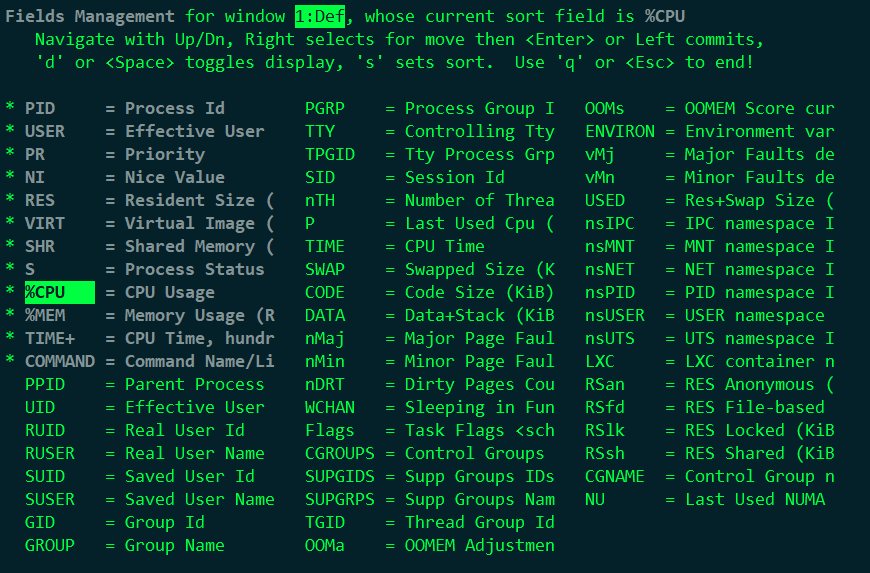 Fields Management for window 1:Def, whose current sort field is %CPU
   Navigate with Up/Dn, Right selects for move then <Enter> or Left commits,
   'd' or <Space> toggles display, 's' sets sort.  Use 'q' or <Esc> to end!

* PID     = Process Id          PGRP    = Process Group I   OOMs    = OOMEM Score cur
* USER    = Effective User      TTY     = Controlling Tty   ENVIRON = Environment var
* PR      = Priority            TPGID   = Tty Process Grp   vMj     = Major Faults de
* NI      = Nice Value          SID     = Session Id        vMn     = Minor Faults de
* RES     = Resident Size (     nTH     = Number of Threa   USED    = Res+Swap Size (
* VIRT    = Virtual Image (     P       = Last Used Cpu (   nsIPC   = IPC namespace I
* SHR     = Shared Memory (     TIME    = CPU Time          nsMNT   = MNT namespace I
* S       = Process Status      SWAP    = Swapped Size (K   nsNET   = NET namespace I
* %CPU    = CPU Usage           CODE    = Code Size (KiB)   nsPID   = PID namespace I
* %MEM    = Memory Usage (R     DATA    = Data+Stack (KiB   nsUSER  = USER namespace
* TIME+   = CPU Time, hundr     nMaj    = Major Page Faul   nsUTS   = UTS namespace I
* COMMAND = Command Name/Li     nMin    = Minor Page Faul   LXC     = LXC container n
  PPID    = Parent Process      nDRT    = Dirty Pages Cou   RSan    = RES Anonymous (
  UID     = Effective User      WCHAN   = Sleeping in Fun   RSfd    = RES File-based
  RUID    = Real User Id        Flags   = Task Flags <sch   RSlk    = RES Locked (KiB
  RUSER   = Real User Name      CGROUPS = Control Groups    RSsh    = RES Shared (KiB
  SUID    = Saved User Id       SUPGIDS = Supp Groups IDs   CGNAME  = Control Group n
  SUSER   = Saved User Name     SUPGRPS = Supp Groups Nam   NU      = Last Used NUMA
  GID     = Group Id            TGID    = Thread Group Id
  GROUP   = Group Name          OOMa    = OOMEM Adjustmen